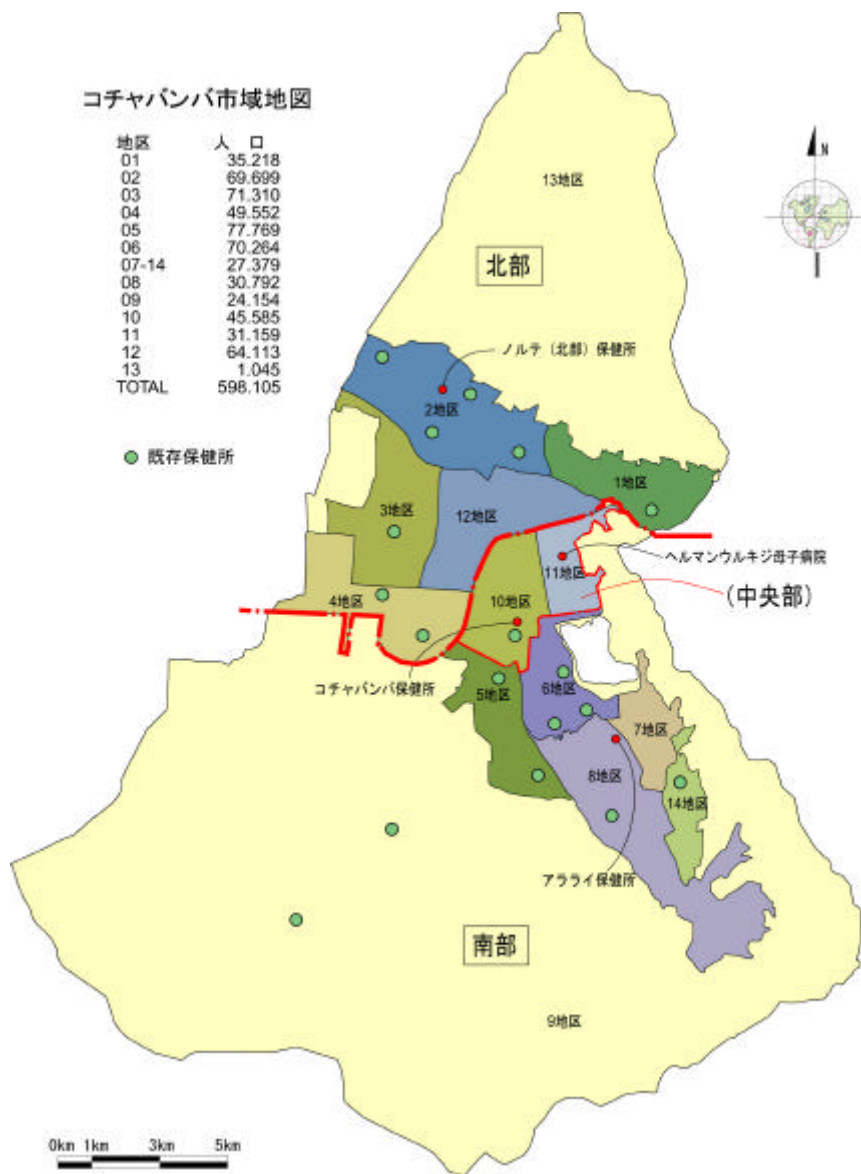 コチャバンバ市域地図
地区 人 口
01 35.218
02 69.699
03 71.310
04 49.552
05 77.769
06 70.264
07-14 27.379
08 30.792
09 24.154
10 45.585
11 31.159
12 64.113
13 1.045
TOTAL 598.105
既存保健所
N
13地区
北部
ノルテ（北部）保健所
2地区
1地区
3地区
12地区
ヘルマンウルキジ母子病院
11地区
(中央部)
4地区
10地区
コチャバンバ保健所
5地区
6地区
7地区
8地区
14地区
アラライ保健所
南部
9地区
0km 1km 3km 5km